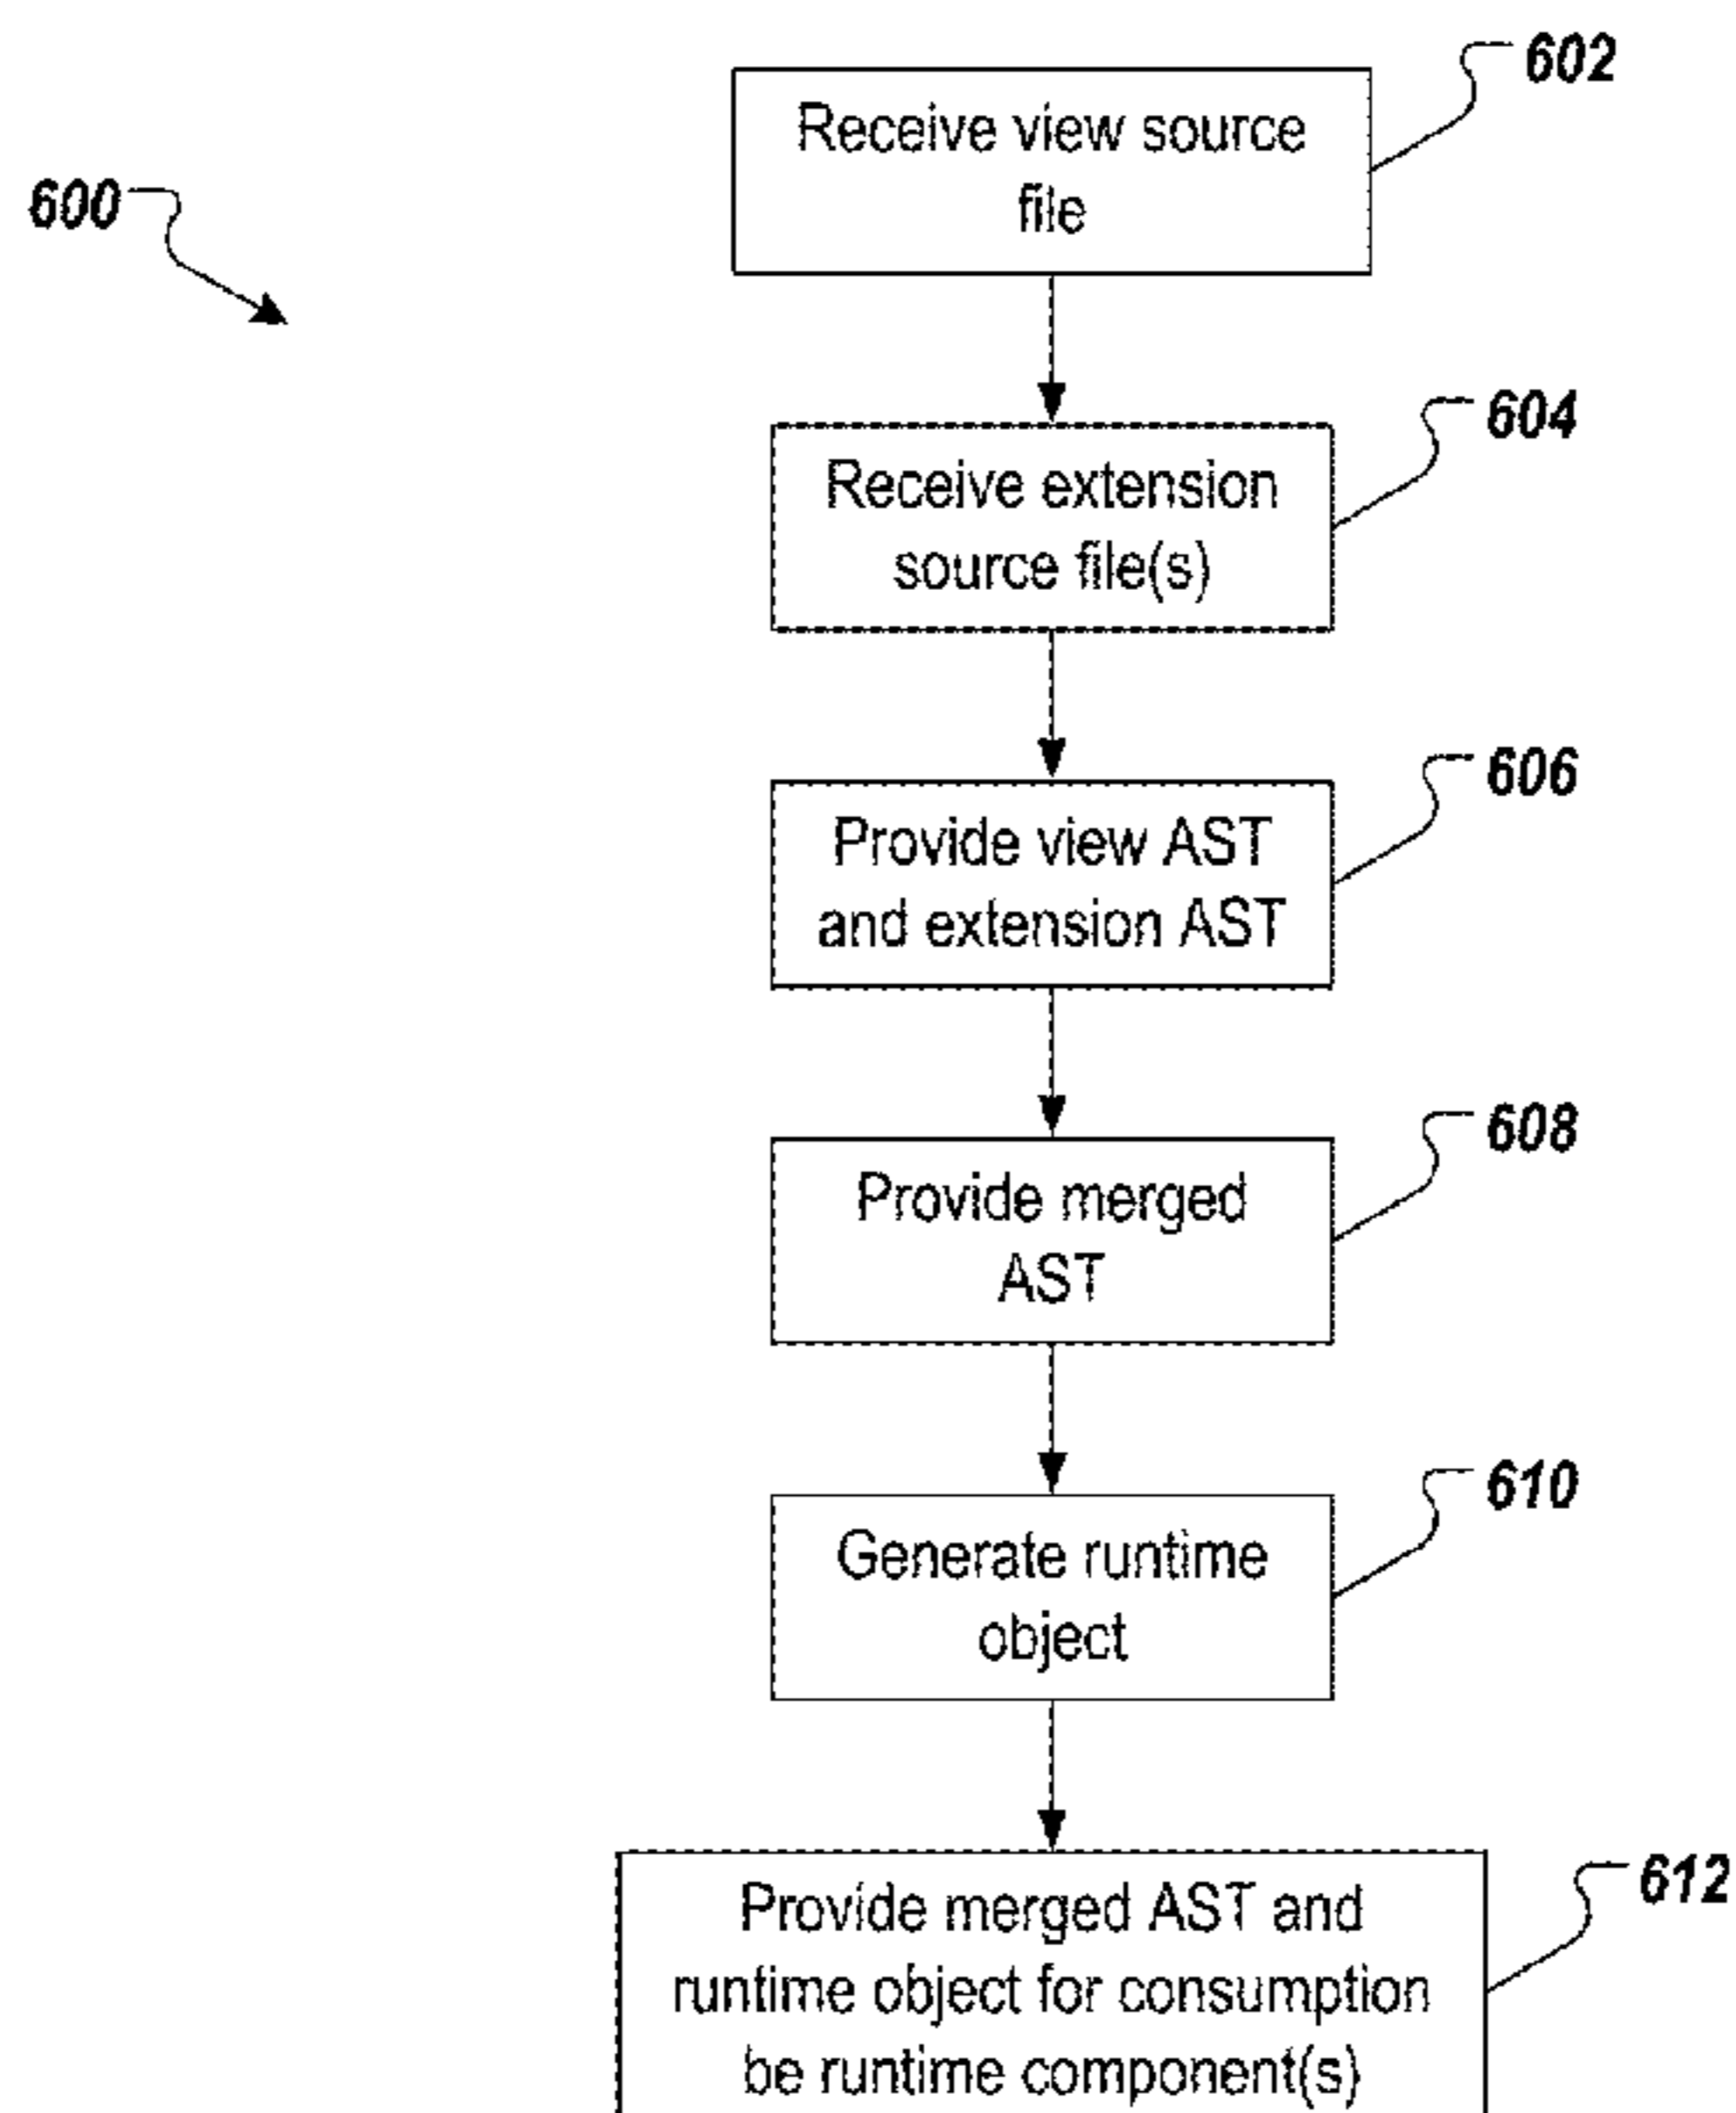 602
Receive view source
file
600
604
Receive extension
source file(s)
606
Provide view AST
and extension AST
608
Provide merged
AST
610
Generate runtime
object
612
Provide merged AST and
runtime object for consumption
be runtime component(s)